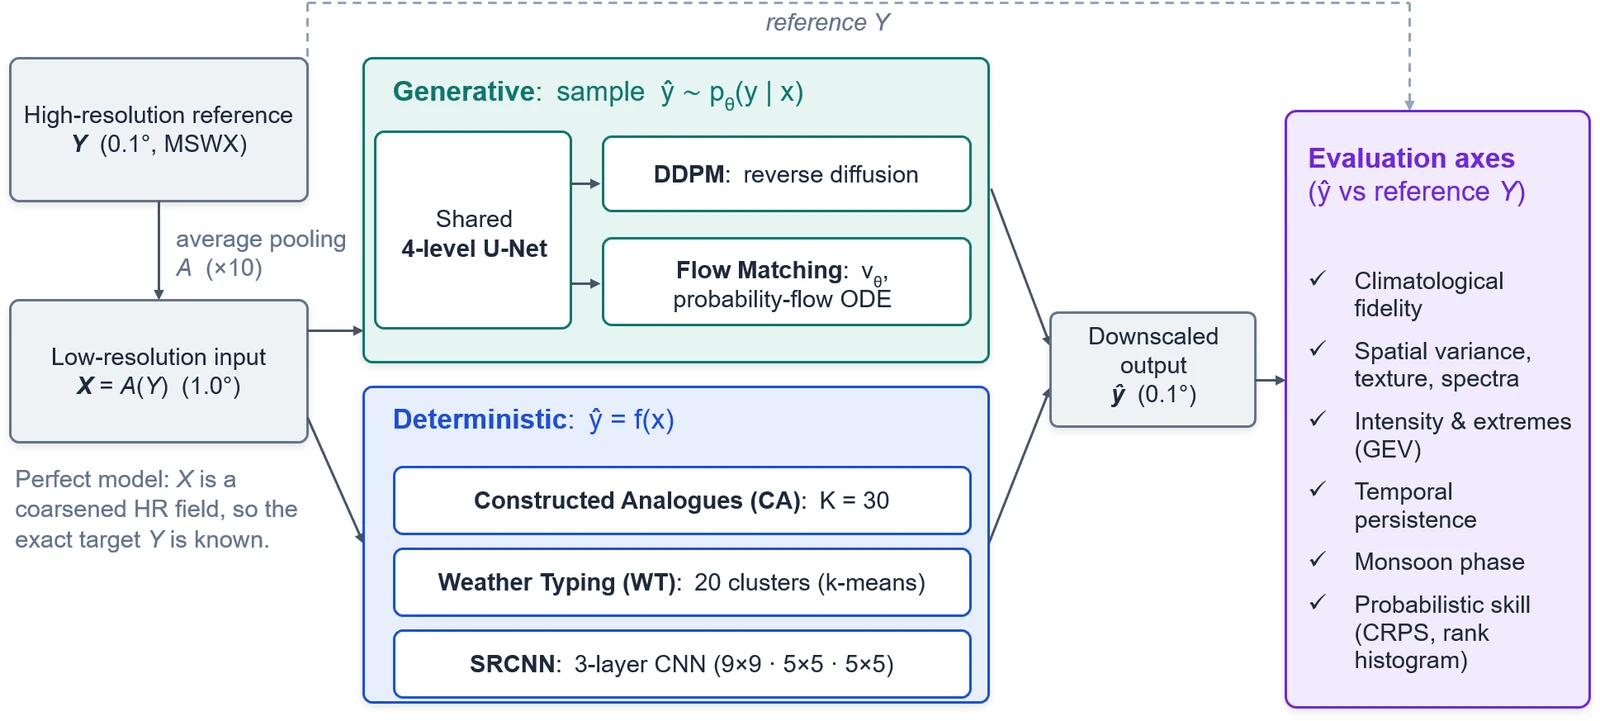 reference Y
High-resolution reference
Y (0.1°, MSWX)
average pooling
A (×10)
Low-resolution input
X = A(Y) (1.0°)
Perfect model: X is a
coarsened HR field, so the
exact target Y is known.
Generative: sample ŷ ~ pθ(y | x)
Shared
4-level U-Net
DDPM: reverse diffusion
Flow Matching: vθ,
probability-flow ODE
Deterministic: ŷ = f(x)
Constructed Analogues (CA): K = 30
Weather Typing (WT): 20 clusters (k-means)
SRCNN: 3-layer CNN (9×9 · 5×5 · 5×5)
Downscaled
output
ŷ (0.1°)
Evaluation axes
(ŷ vs reference Y)
✓ Climatological
fidelity
✓ Spatial variance,
texture, spectra
✓ Intensity & extremes
(GEV)
✓ Temporal
persistence
✓ Monsoon phase
✓ Probabilistic skill
(CRPS, rank
histogram)